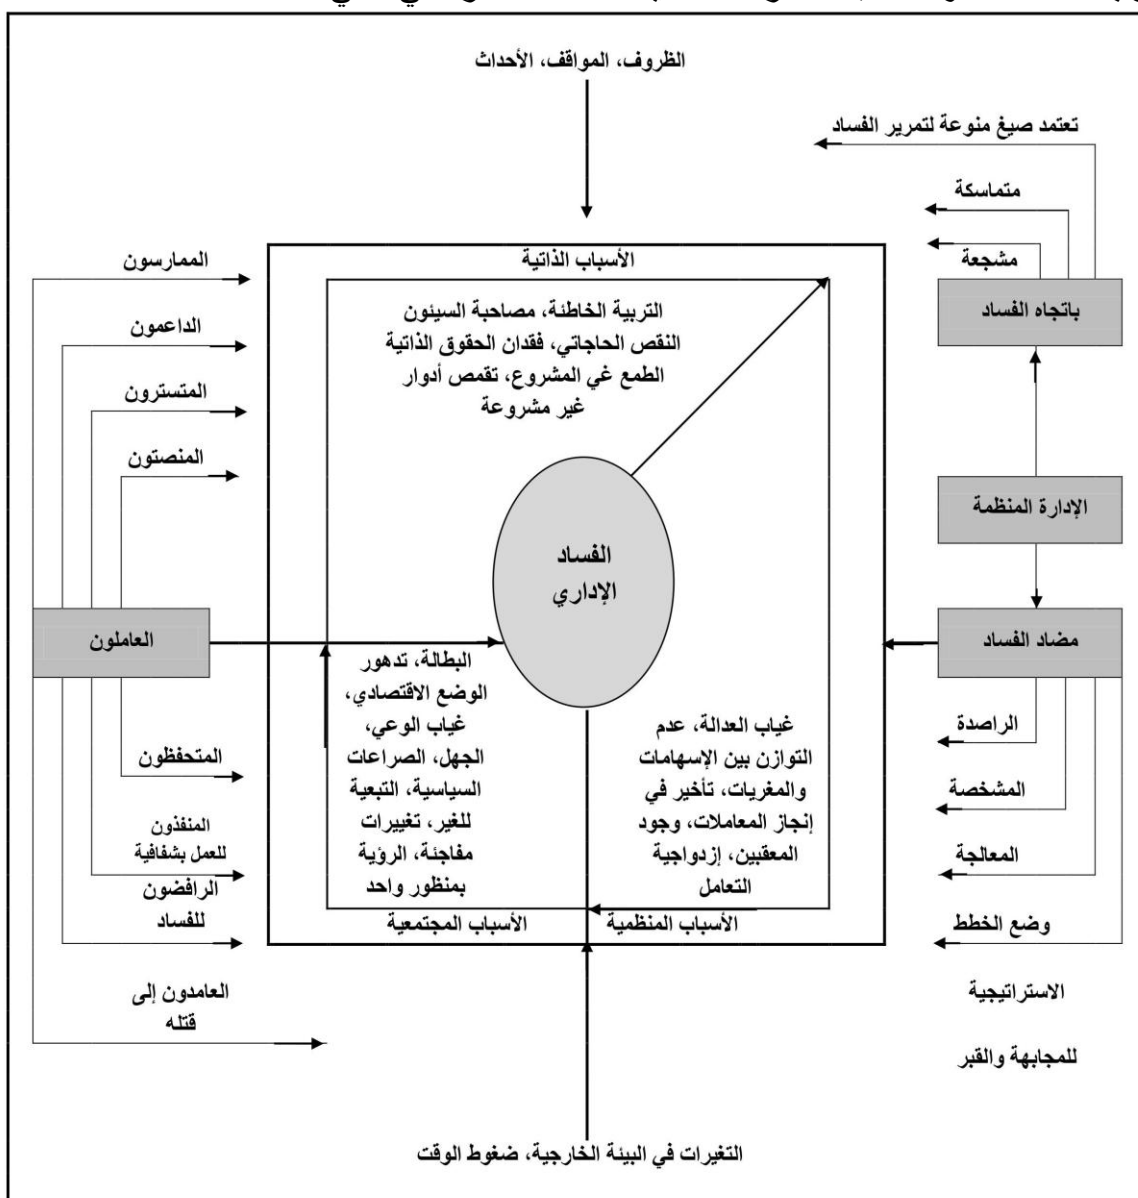 الظروف، المواقف، الأحداث
تعتمد صيغ منوعة لتمرير الفساد
متماسكة
مشجعة
باتجاه الفساد
الإدارة المنظمة
مضاد الفساد
الراصدة
المشخصة
المعالجة
وضع الخطط
الاستراتيجية
للمجابهة والقبر
الأسباب الذاتية
التربية الخاطئة، مصاحبة السيئون
النقص الحاجاتي، فقدان الحقوق الذاتية
الطمع غي المشروع، تقمص أدوار
غير مشروعة
الفساد
الإداري
غياب العدالة، عدم
التوازن بين الإسهامات
والمغريات، تأخير في
إنجاز المعاملات، وجود
المعقبين، إزدواجية
التعامل
الأسباب المنظمية
البطالة، تدهور
الوضع الاقتصادي،
غياب الوعي،
الجهل، الصراعات
السياسية، التبعية
للغير، تغييرات
مفاجئة، الرؤية
بمنظور واحد
الأسباب المجتمعية
الممارسون
الداعمون
المتسترون
المنصتون
العاملون
المتحفظون
المنفذون
للعمل بشفافية
الرافضون
للفساد
العامدون إلى
قتله
التغيرات في البيئة الخارجية، ضغوط الوقت